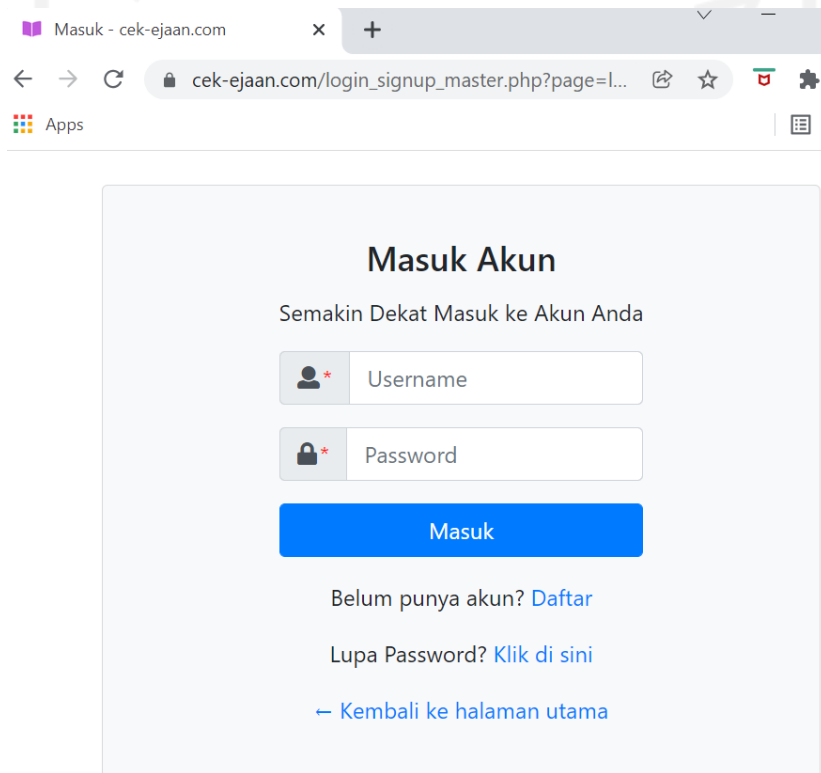 Masuk - cek-ejaan.com
cek-ejaan.com/login_signup_master.php?page=l...
Apps
Masuk Akun
Semakin Dekat Masuk ke Akun Anda
* Username
* Password
Masuk
Belum punya akun? Daftar
Lupa Password? Klik di sini
← Kembali ke halaman utama